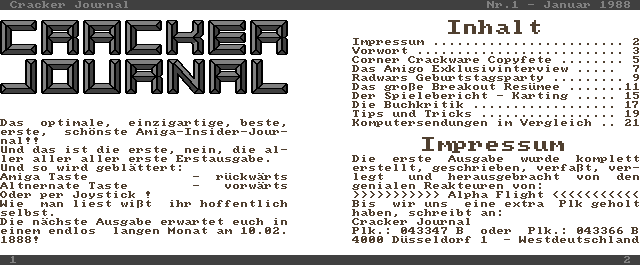 Cracker Journal
Nr.1 - Januar 1988
CRACKER
JOURNAL
Das optimale, einzigartige, beste,
erste, schönste Amiga-Insider-Jour-
nal!!
Und das ist die erste, nein, die al-
ler aller aller erste Erstausgabe.
Und so wird geblättert:
Amiga Taste - rückwärts
Altnernate Taste - vorwärts
Oder per Joystick !
Wie man liest wißt ihr hoffentlich
selbst.
Die nächste Ausgabe erwartet euch in
einem endlos langen Monat am 10.02.
1888!
Inhalt
Impressum ...................... 2
Vorwort ........................ 3
Corner Crackware Copyfete ...... 5
Das Amigo Exklusivinterview ..... 7
Radwars Geburtstagsparty ....... 9
Das große Breakout Resümee ......11
Der Spielebericht - Karting .... 15
Die Buchkritik ................. 17
Tips und Tricks ................ 19
Komputersendungen im Vergleich .. 21
Impressum
Die erste Ausgabe wurde komplett
erstellt, geschrieben, verfaßt, ver-
legt und herausgebracht von den
genialen Reakteuren von:
>>>>>>>>>>> Alpha Flight <<<<<<<<<<<
Bis wir uns eine extra Plk geholt
haben, schreibt an:
Cracker Journal
Plk.: 043347 B oder Plk.: 043366 B
4000 Düsseldorf 1 - Westdeutschland
1
2